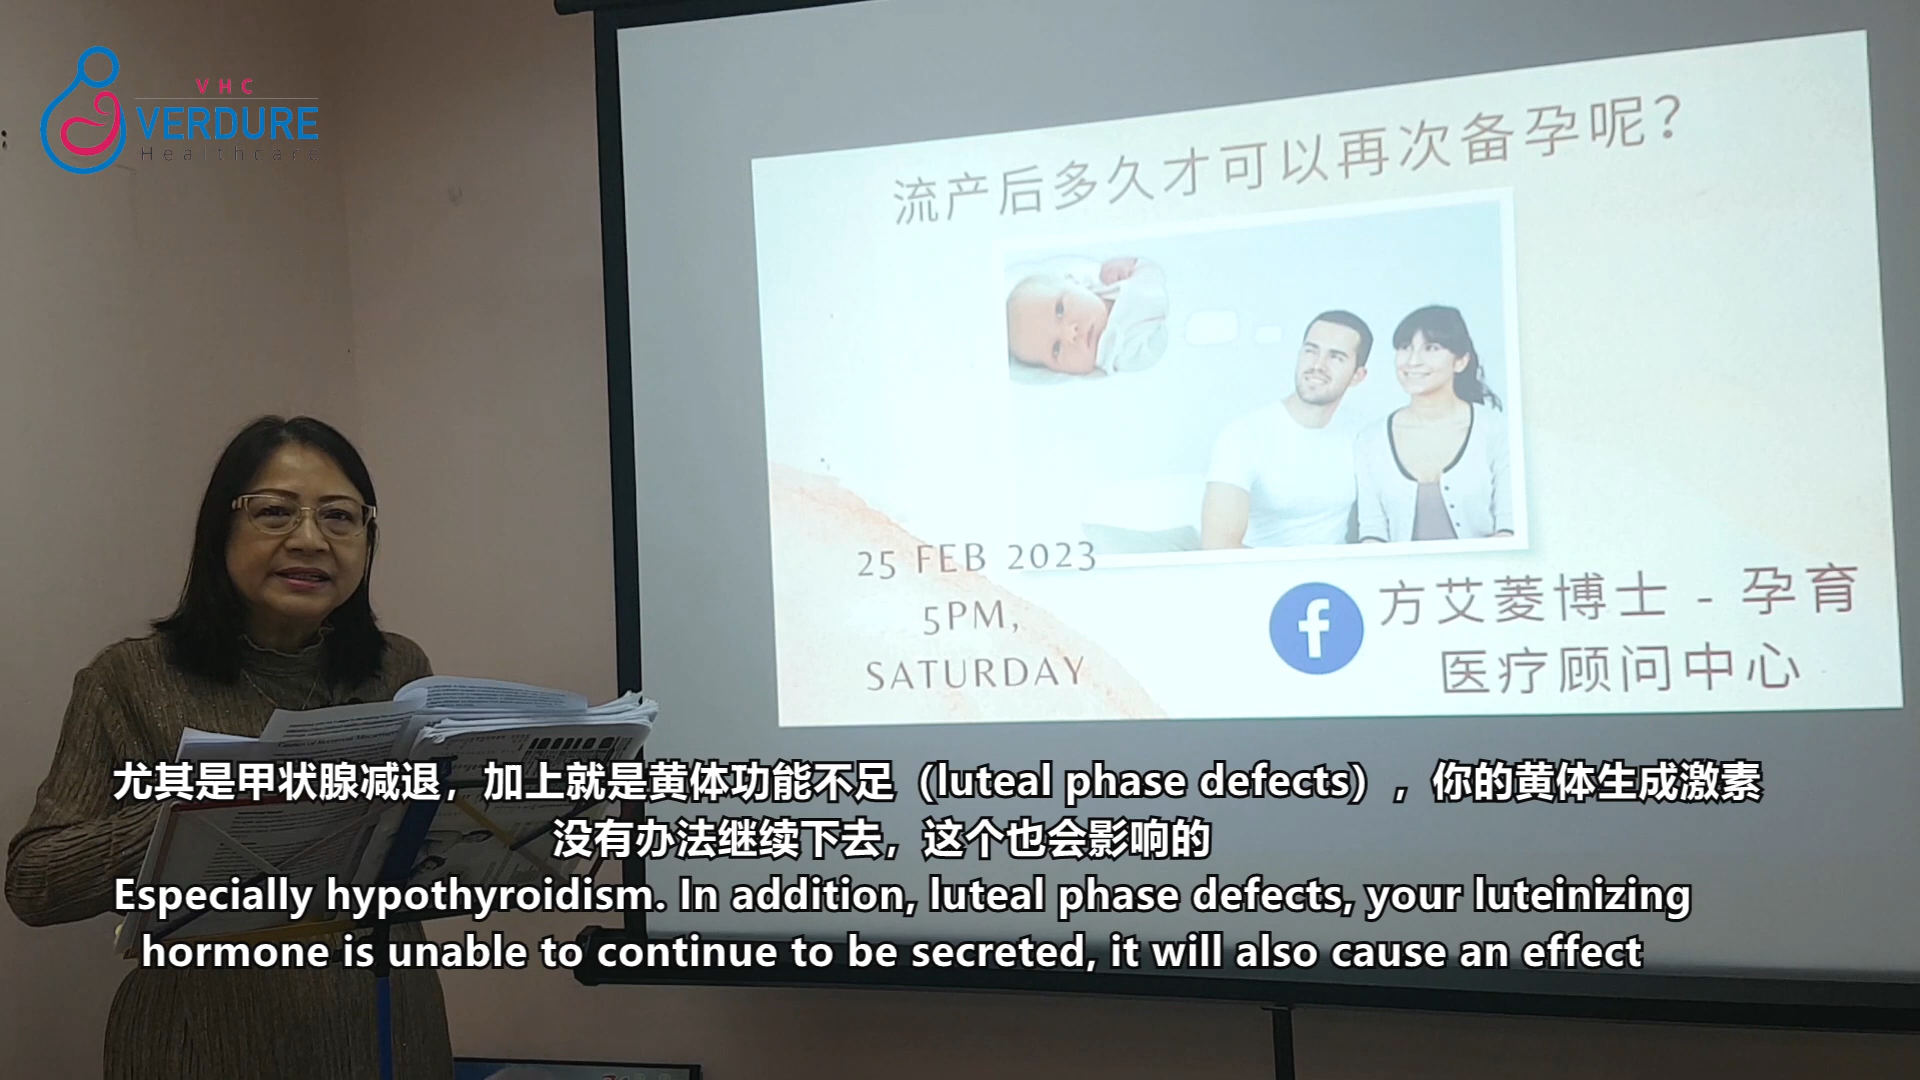 VHC
VERDURE
Healthcare
流产后多久才可以再次备孕呢?
25 FEB 2023
5PM,
SATURDAY
f 方艾菱博士 - 孕育
医疗顾问中心
尤其是甲状腺减退，加上就是黄体功能不足（luteal phase defects），你的黄体生成激素
没有办法继续下去，这个也会影响的
Especially hypothyroidism. In addition, luteal phase defects, your luteinizing
hormone is unable to continue to be secreted, it will also cause an effect